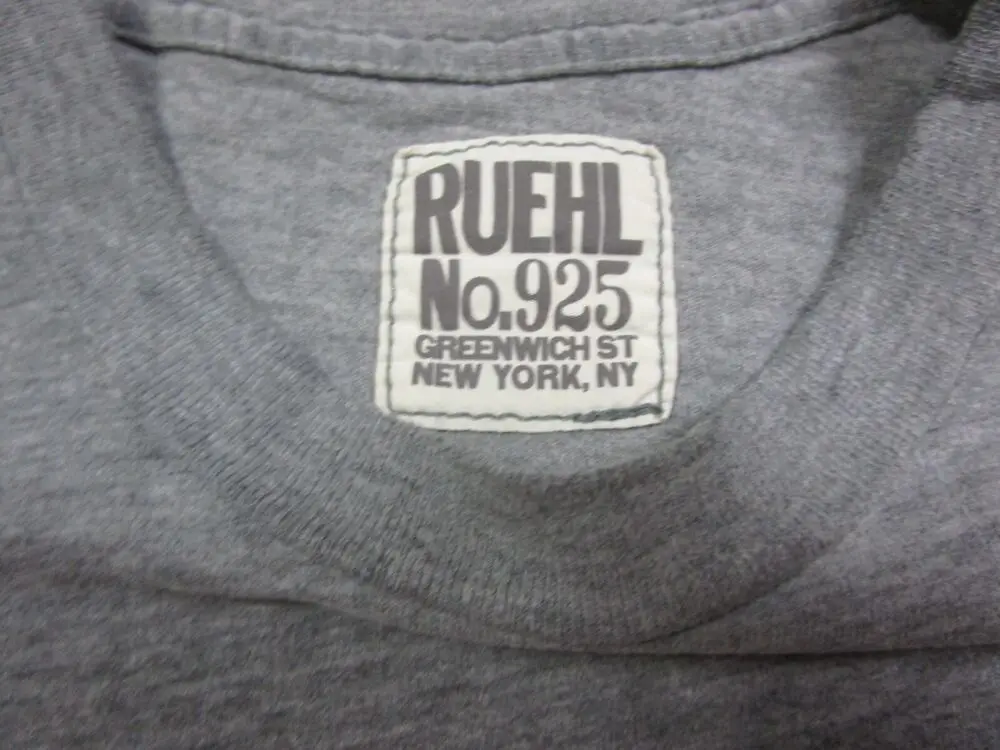 RUEHL
No.925
GREENWICH ST
NEW YORK, NY